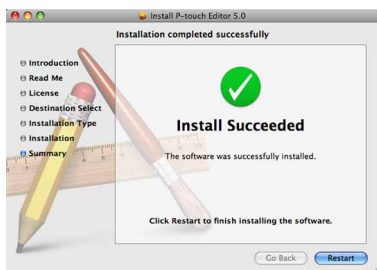 Install P-touch Editor 5.0
Installation completed successfully
Introduction
Read Me
License
Destination Select
Installation Type
Installation
Summary
Install Succeeded
The software was successfully installed.
Click Restart to finish installing the software.
Go Back
Restart